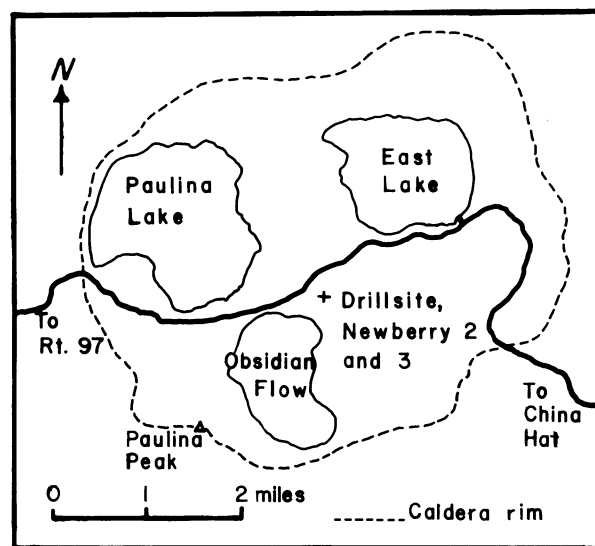 N
Paulina
Lake
East
Lake
+ Drillsite,
Newberry 2
and 3
To
Rt. 97
Obsidian
Flow
To
China
Hat
Paulina
Peak
0 1 2 miles
Caldera rim